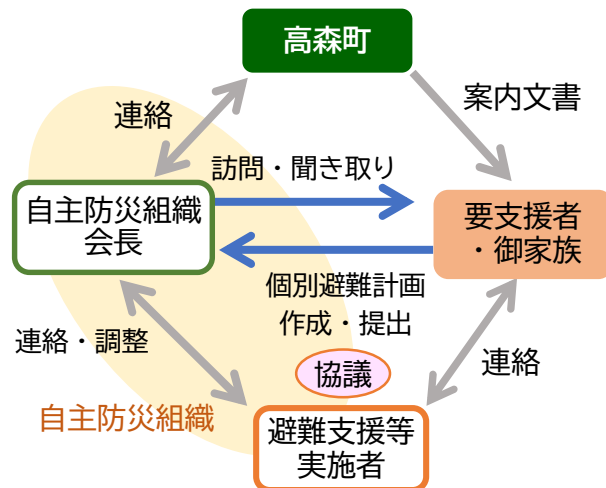 高森町
連絡
案内文書
訪問・聞き取り
自主防災組織
会長
要支援者
・御家族
個別避難計画
作成・提出
連絡・調整
協議
連絡
自主防災組織
避難支援等
実施者